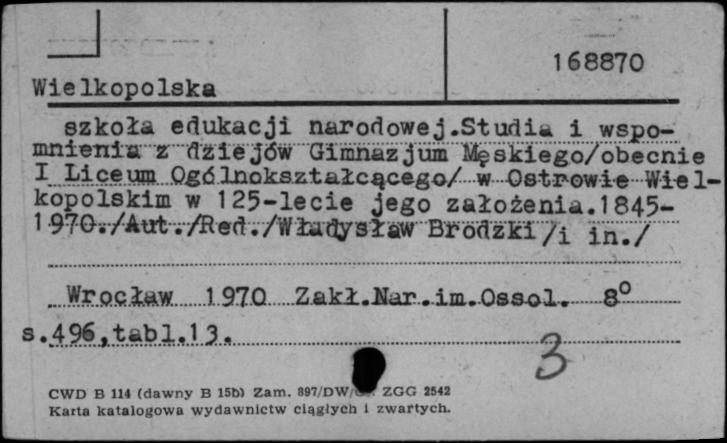 168870
Wielkopolska
szkoła edukacji narodowej.Studia i wspo-
mnienia z dziejów Gimnazjum Męskiego/obecnie
I Liceum Ogólnokształcącego/ w Ostrowie Wiel-
kopolskim w 125-lecie jego założenia.1845-
1970./Aut./Red./Władysław Brodzki /i in./
Wrocław 1970 Zakł.Nar.im.Ossol. 8°
s.496,tabl.13.
3
CWD B 114 (dawny B 15b) Zam. 897/DW/ ZGG 2542
Karta katalogowa wydawnictw ciągłych i zwartych.